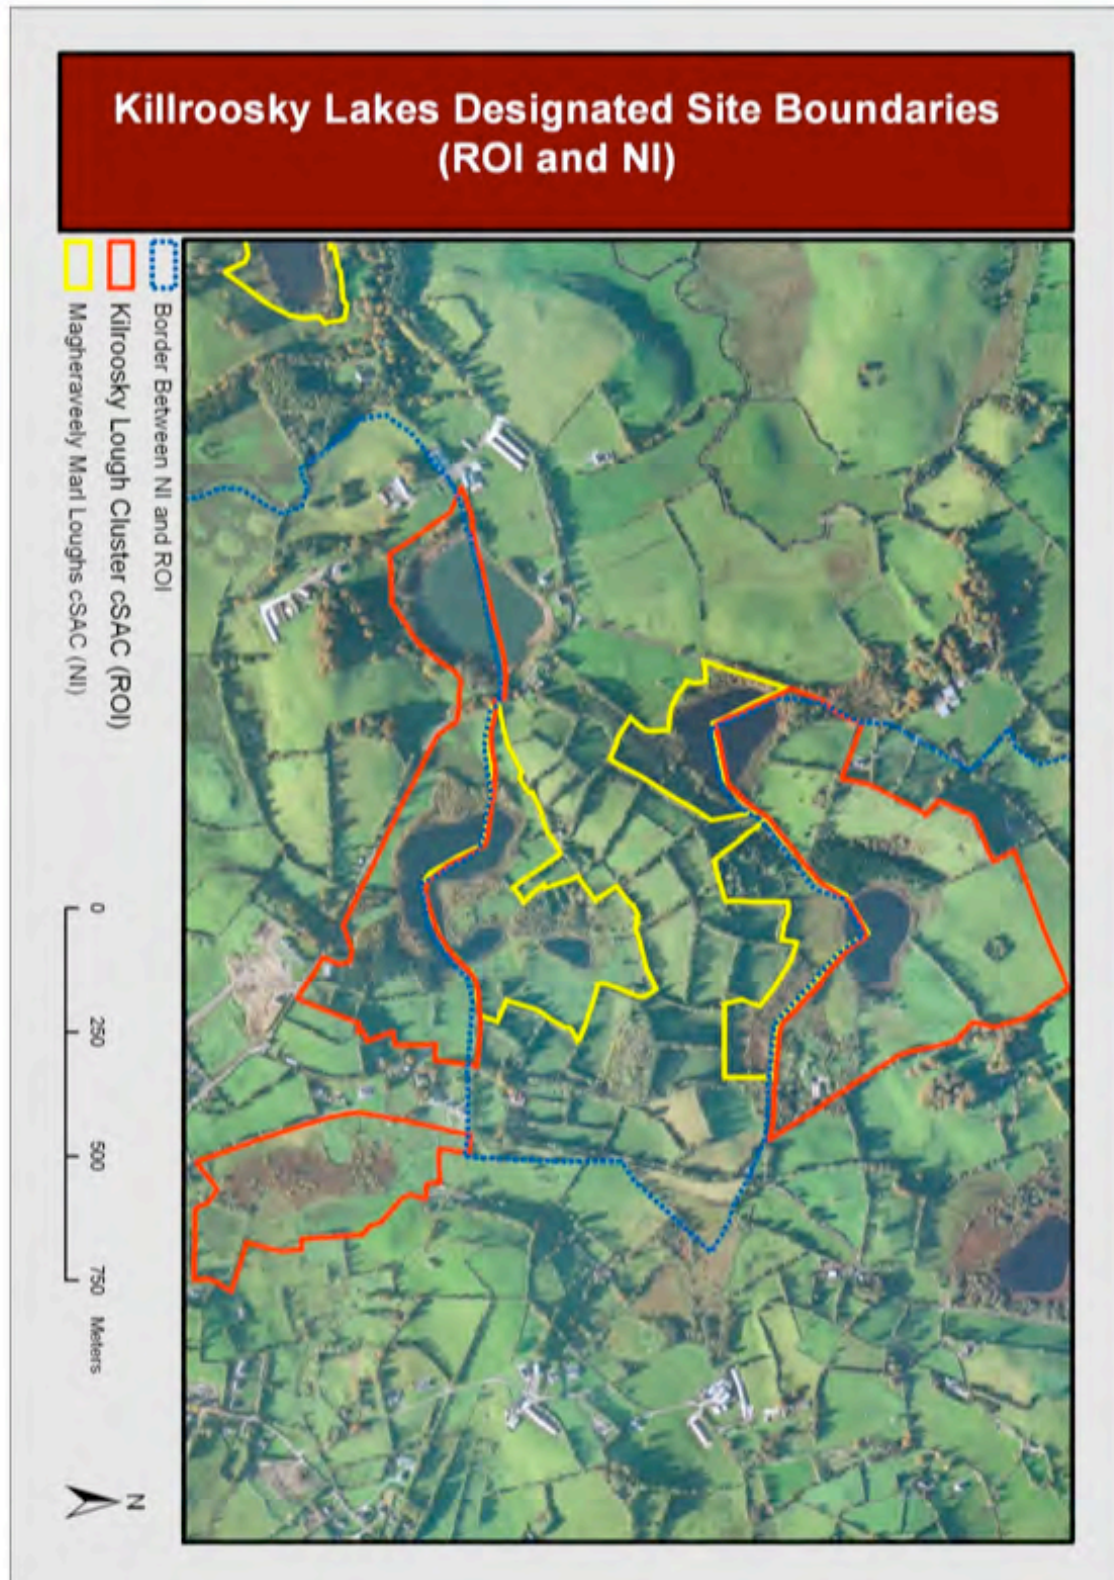 Killroosky Lakes Designated Site Boundaries
(ROI and NI)
Border Between NI and ROI
Kilroosky Lough Cluster cSAC (ROI)
Magheraveely Marl Loughs cSAC (NI)
0 250 500 750 Meters
N